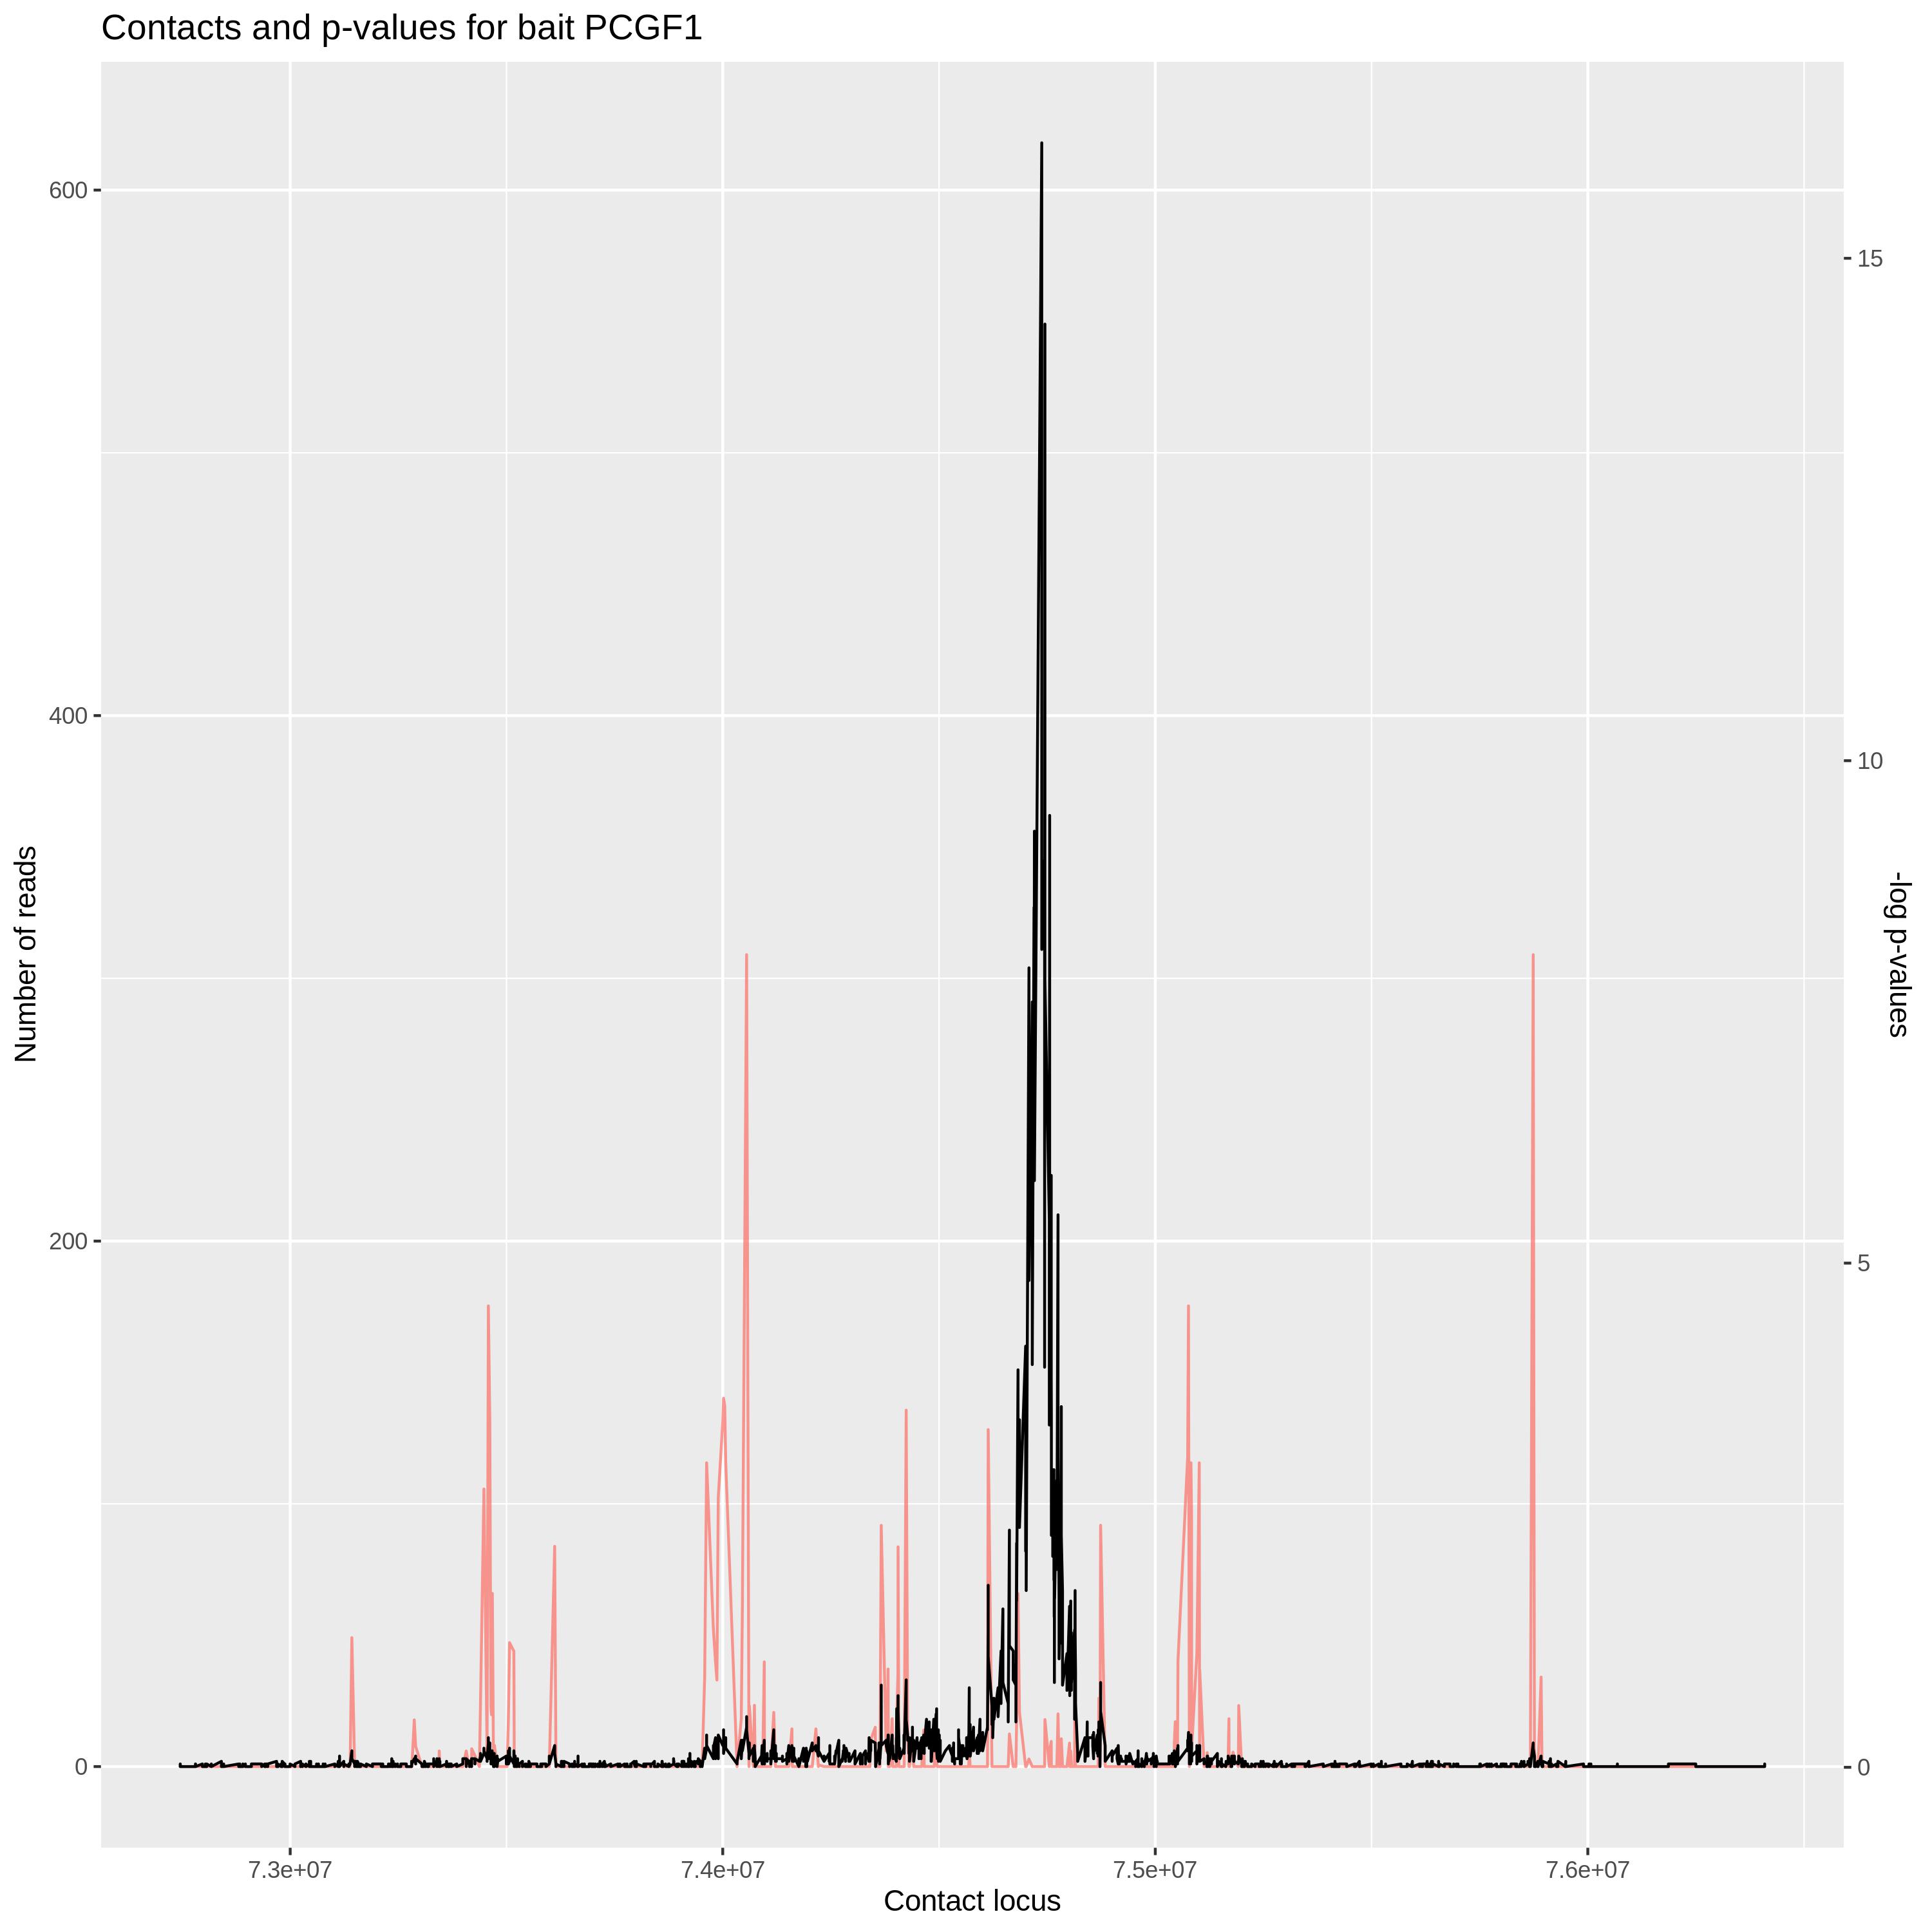 Contacts and p-values for bait PCGF1
600
400
200
0
15
10
5
0
Number of reads
-log p-values
7.3e+07
7.4e+07
7.5e+07
7.6e+07
Contact locus